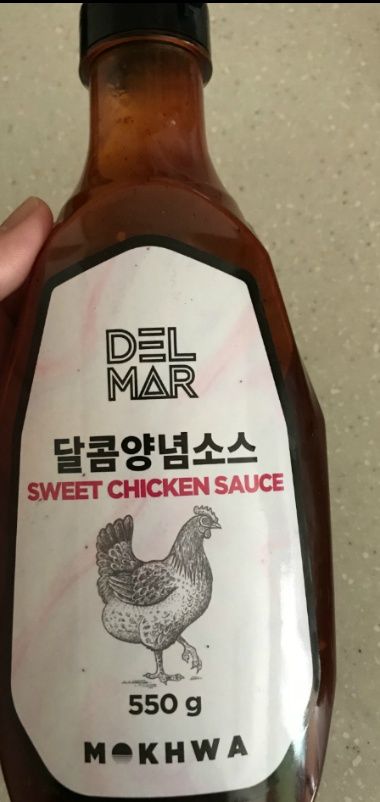 DEL
MAR
달콤양념소스
SWEET CHICKEN SAUCE
550 g
MOKHWA